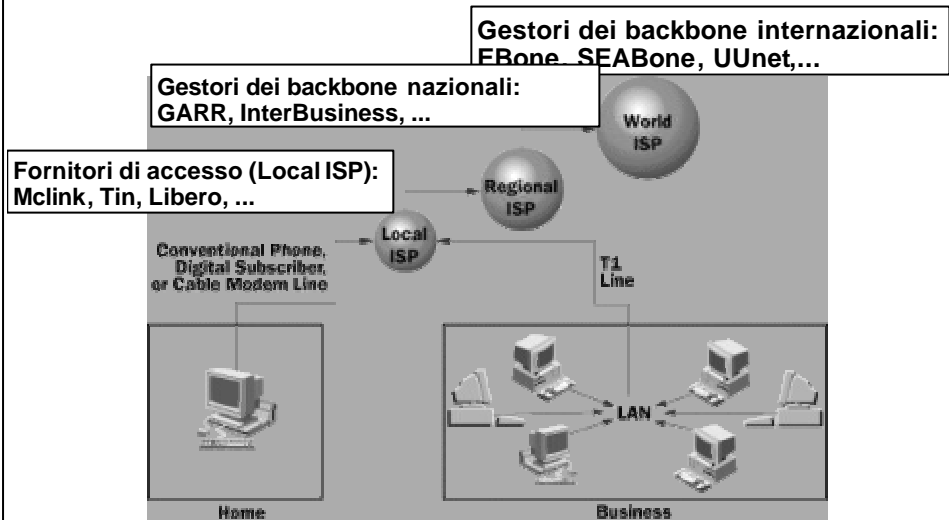 Gestori dei backbone internazionali:
EBone, SEABone, UUnet,...
Gestori dei backbone nazionali:
GARR, InterBusiness, ...
World
ISP
Fornitori di accesso (Local ISP):
Mclink, Tin, Libero, ...
Regional
ISP
Local
ISP
Conventional Phone,
Digital Subscriber,
or Cable Modem Line
T1
Line
LAN
Home
Business